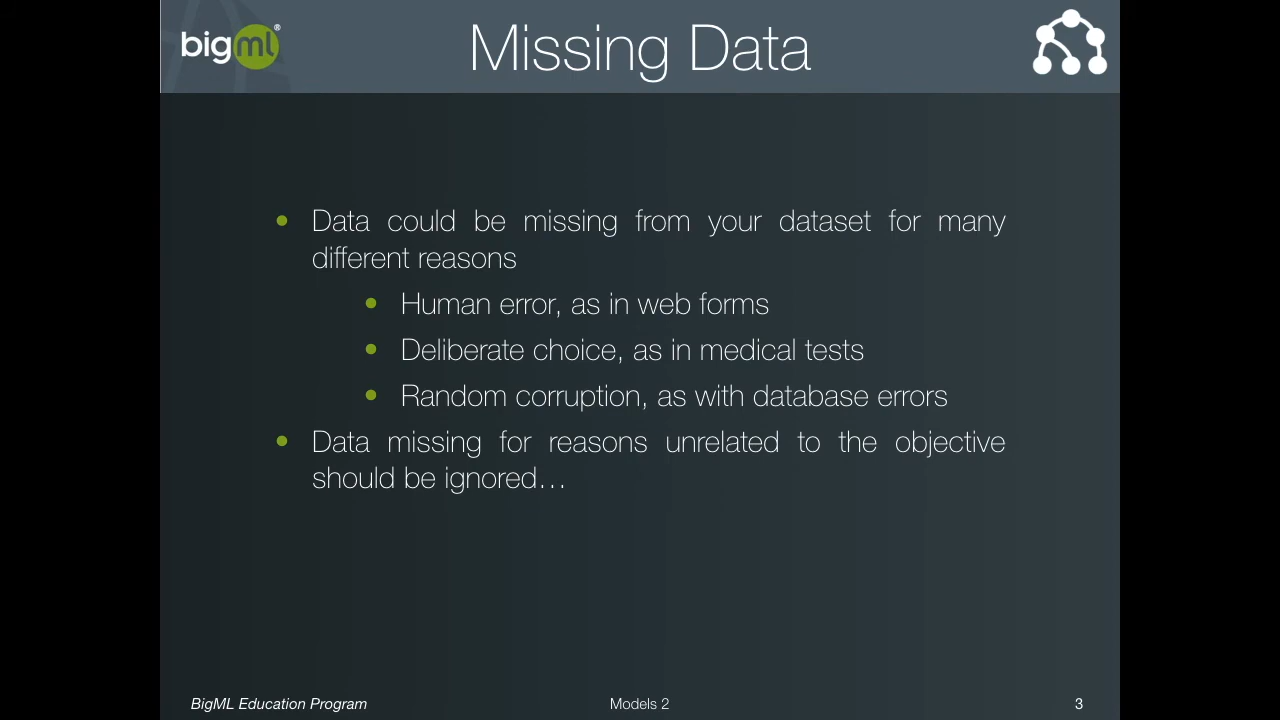 bigml®
Missing Data
• Data could be missing from your dataset for many
different reasons
• Human error, as in web forms
• Deliberate choice, as in medical tests
• Random corruption, as with database errors
• Data missing for reasons unrelated to the objective
should be ignored…
BigML Education Program
Models 2
3